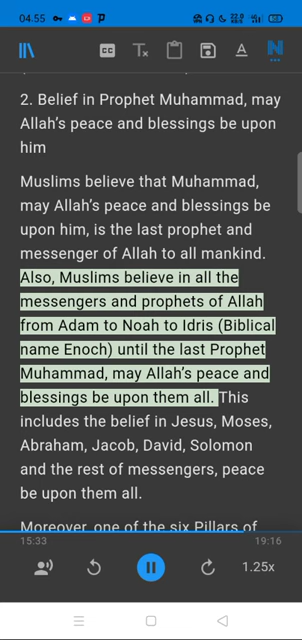 04.55
CC
2. Belief in Prophet Muhammad, may
Allah’s peace and blessings be upon
him
Muslims believe that Muhammad,
may Allah’s peace and blessings be
upon him, is the last prophet and
messenger of Allah to all mankind.
Also, Muslims believe in all the
messengers and prophets of Allah
from Adam to Noah to Idris (Biblical
name Enoch) until the last Prophet
Muhammad, may Allah’s peace and
blessings be upon them all. This
includes the belief in Jesus, Moses,
Abraham, Jacob, David, Solomon
and the rest of messengers, peace
be upon them all.
Moreover, one of the six Pillars of
15:33 19:16
1.25x